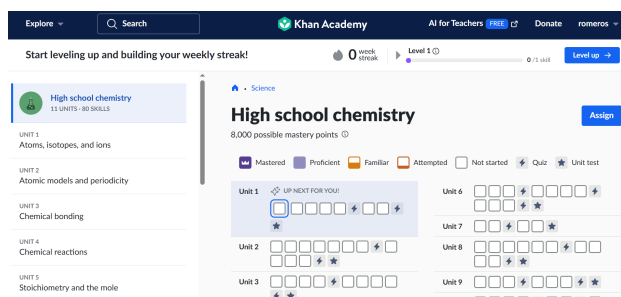 Explore
Search
Khan Academy
AI for Teachers FREE
Donate
romeros
Start leveling up and building your weekly streak!
0 week streak
Level 1
0 /1 skill
Level up →
High school chemistry
11 UNITS · 80 SKILLS
UNIT 1
Atoms, isotopes, and ions
UNIT 2
Atomic models and periodicity
UNIT 3
Chemical bonding
UNIT 4
Chemical reactions
UNIT 5
Stoichiometry and the mole
Science
High school chemistry
Assign
8,000 possible mastery points
Mastered
Proficient
Familiar
Attempted
Not started
Quiz
Unit test
Unit 1
UP NEXT FOR YOU!
Unit 2
Unit 3
Unit 6
Unit 7
Unit 8
Unit 9